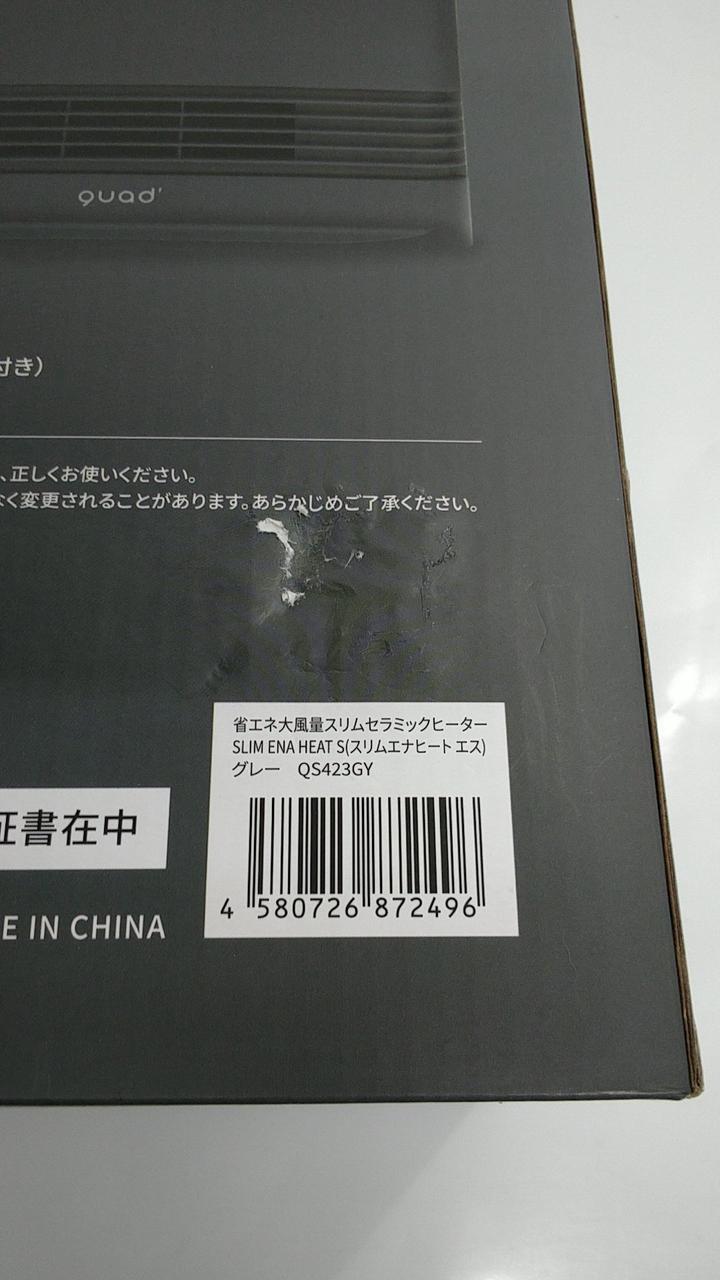 quad'
付き）
、正しくお使いください。
なく変更されることがあります。あらかじめご了承ください。
省エネ大風量スリムセラミックヒーター
SLIM ENA HEAT S(スリムエナヒート エス)
グレー　QS423GY
証書在中
4 580726 872496
E IN CHINA